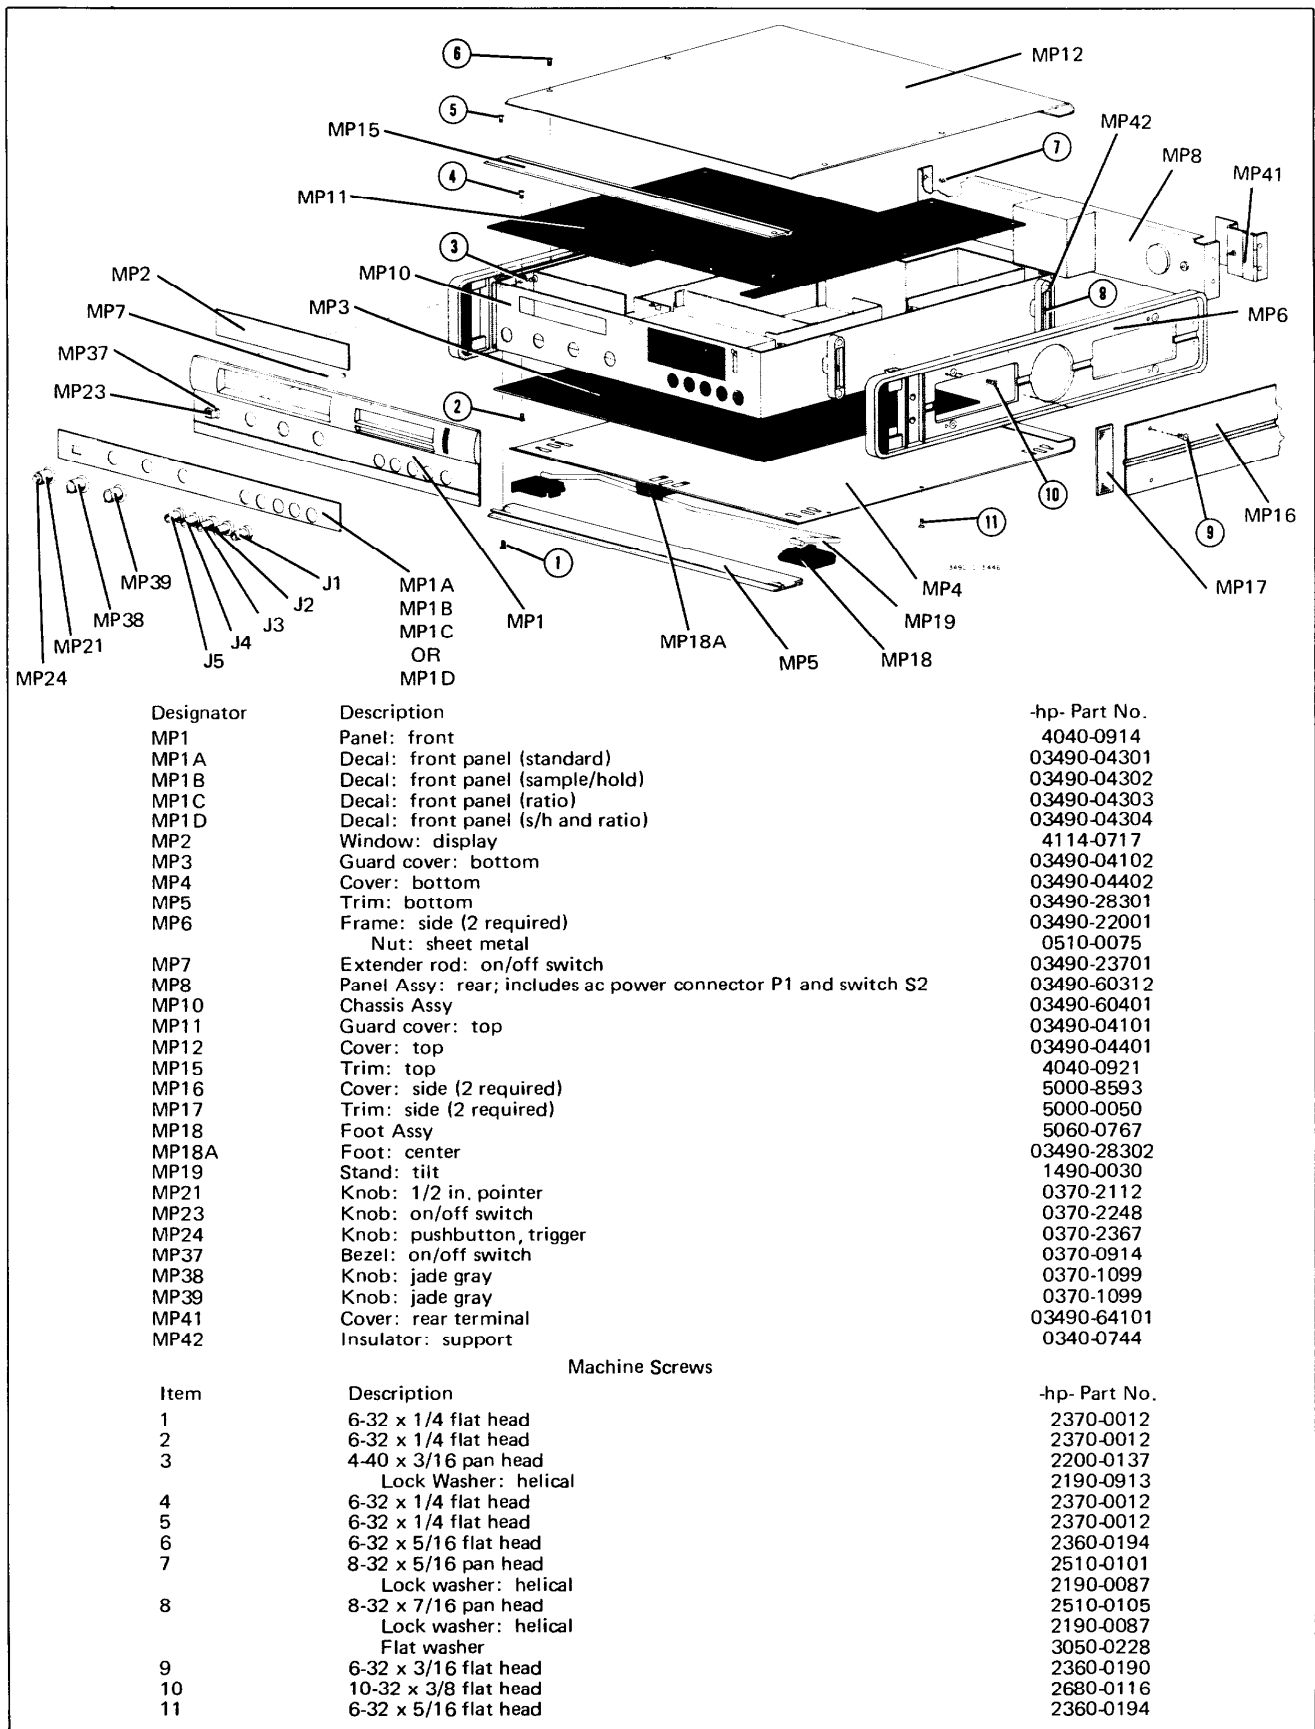 6
MP12
5
MP15
MP42
7
MP8
4
MP41
MP11
3
MP2
MP10
8
MP7
MP3
MP6
MP37
MP23
2
10
MP16
9
11
1
MP39
J1
MP1A
MP4
MP17
MP38
J2
MP1B
MP1
MP19
MP21
J3
MP1C
MP18A
J4
OR
MP5
MP18
MP24
J5
MP1D
Designator Description -hp- Part No.
MP1 Panel: front 4040-0914
MP1A Decal: front panel (standard) 03490-04301
MP1B Decal: front panel (sample/hold) 03490-04302
MP1C Decal: front panel (ratio) 03490-04303
MP1D Decal: front panel (s/h and ratio) 03490-04304
MP2 Window: display 4114-0717
MP3 Guard cover: bottom 03490-04102
MP4 Cover: bottom 03490-04402
MP5 Trim: bottom 03490-28301
MP6 Frame: side (2 required) 03490-22001
Nut: sheet metal 0510-0075
MP7 Extender rod: on/off switch 03490-23701
MP8 Panel Assy: rear; includes ac power connector P1 and switch S2 03490-60312
MP10 Chassis Assy 03490-60401
MP11 Guard cover: top 03490-04101
MP12 Cover: top 03490-04401
MP15 Trim: top 4040-0921
MP16 Cover: side (2 required) 5000-8593
MP17 Trim: side (2 required) 5000-0050
MP18 Foot Assy 5060-0767
MP18A Foot: center 03490-28302
MP19 Stand: tilt 1490-0030
MP21 Knob: 1/2 in. pointer 0370-2112
MP23 Knob: on/off switch 0370-2248
MP24 Knob: pushbutton, trigger 0370-2367
MP37 Bezel: on/off switch 0370-0914
MP38 Knob: jade gray 0370-1099
MP39 Knob: jade gray 0370-1099
MP41 Cover: rear terminal 03490-64101
MP42 Insulator: support 0340-0744
Machine Screws
Item Description -hp- Part No.
1 6-32 x 1/4 flat head 2370-0012
2 6-32 x 1/4 flat head 2370-0012
3 4-40 x 3/16 pan head 2200-0137
Lock Washer: helical 2190-0913
4 6-32 x 1/4 flat head 2370-0012
5 6-32 x 1/4 flat head 2370-0012
6 6-32 x 5/16 flat head 2360-0194
7 8-32 x 5/16 pan head 2510-0101
Lock washer: helical 2190-0087
8 8-32 x 7/16 pan head 2510-0105
Lock washer: helical 2190-0087
Flat washer 3050-0228
9 6-32 x 3/16 flat head 2360-0190
10 10-32 x 3/8 flat head 2680-0116
11 6-32 x 5/16 flat head 2360-0194